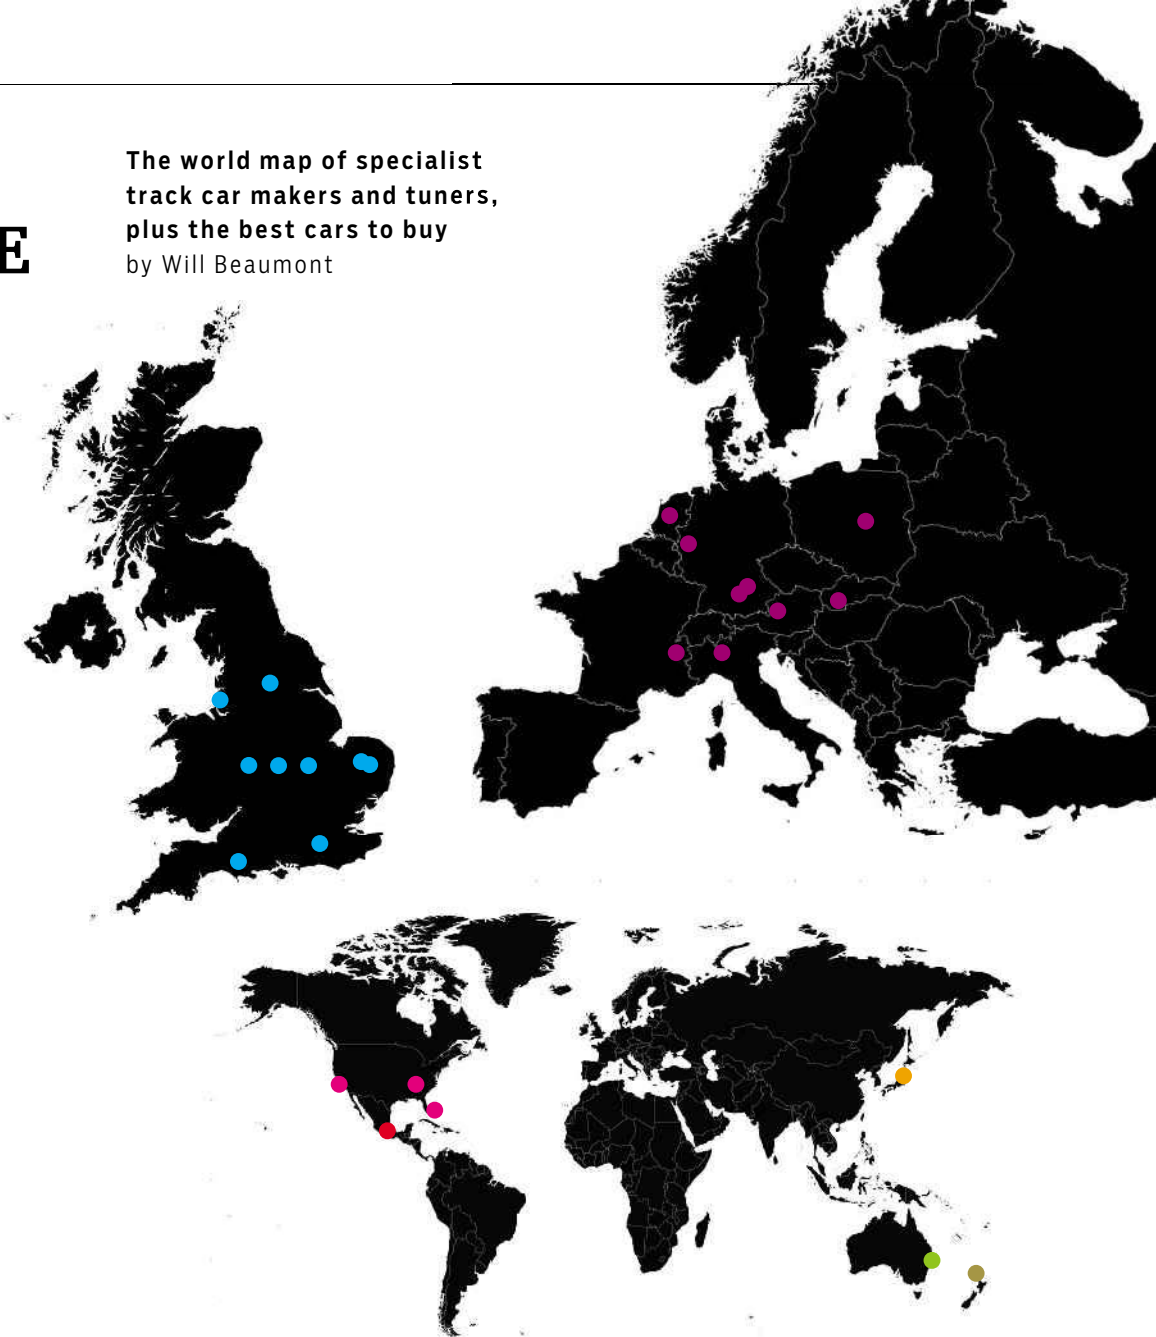 The world map of specialist
track car makers and tuners,
plus the best cars to buy
by Will Beaumont
E